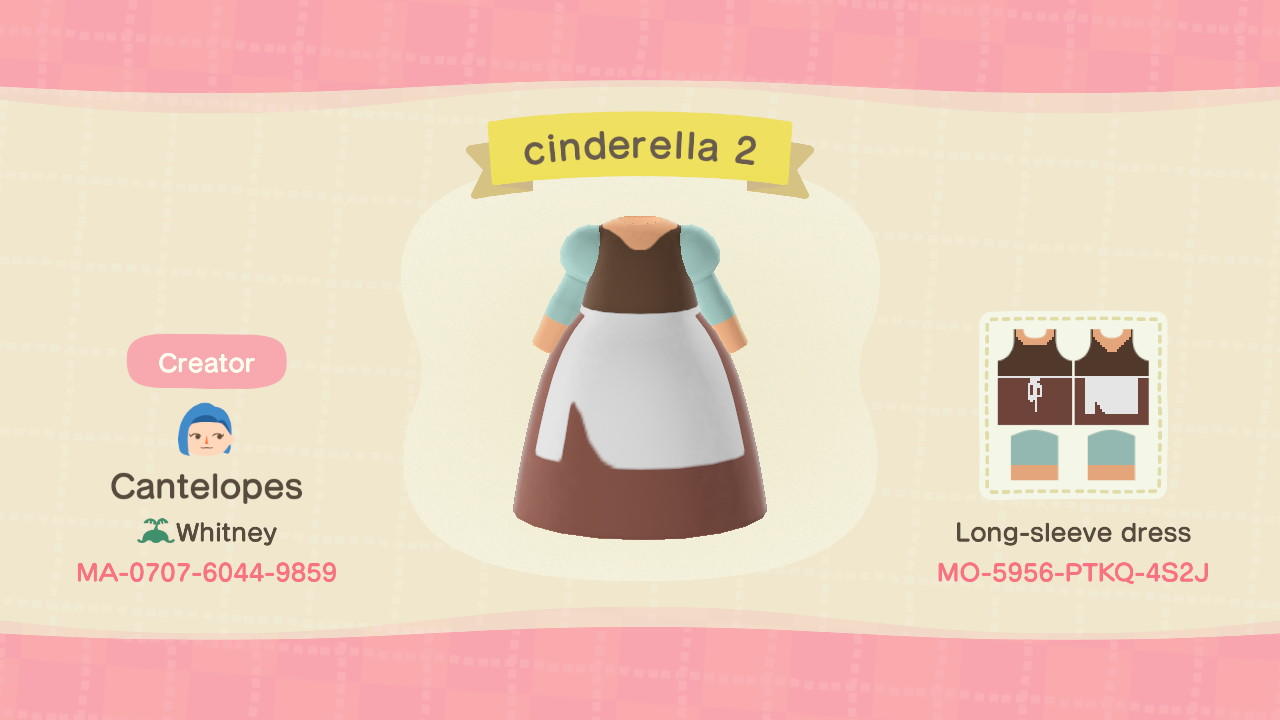 cinderella 2
Creator
Cantelopes
Whitney
MA-0707-6044-9859
Long-sleeve dress
MO-5956-PTKQ-4S2J